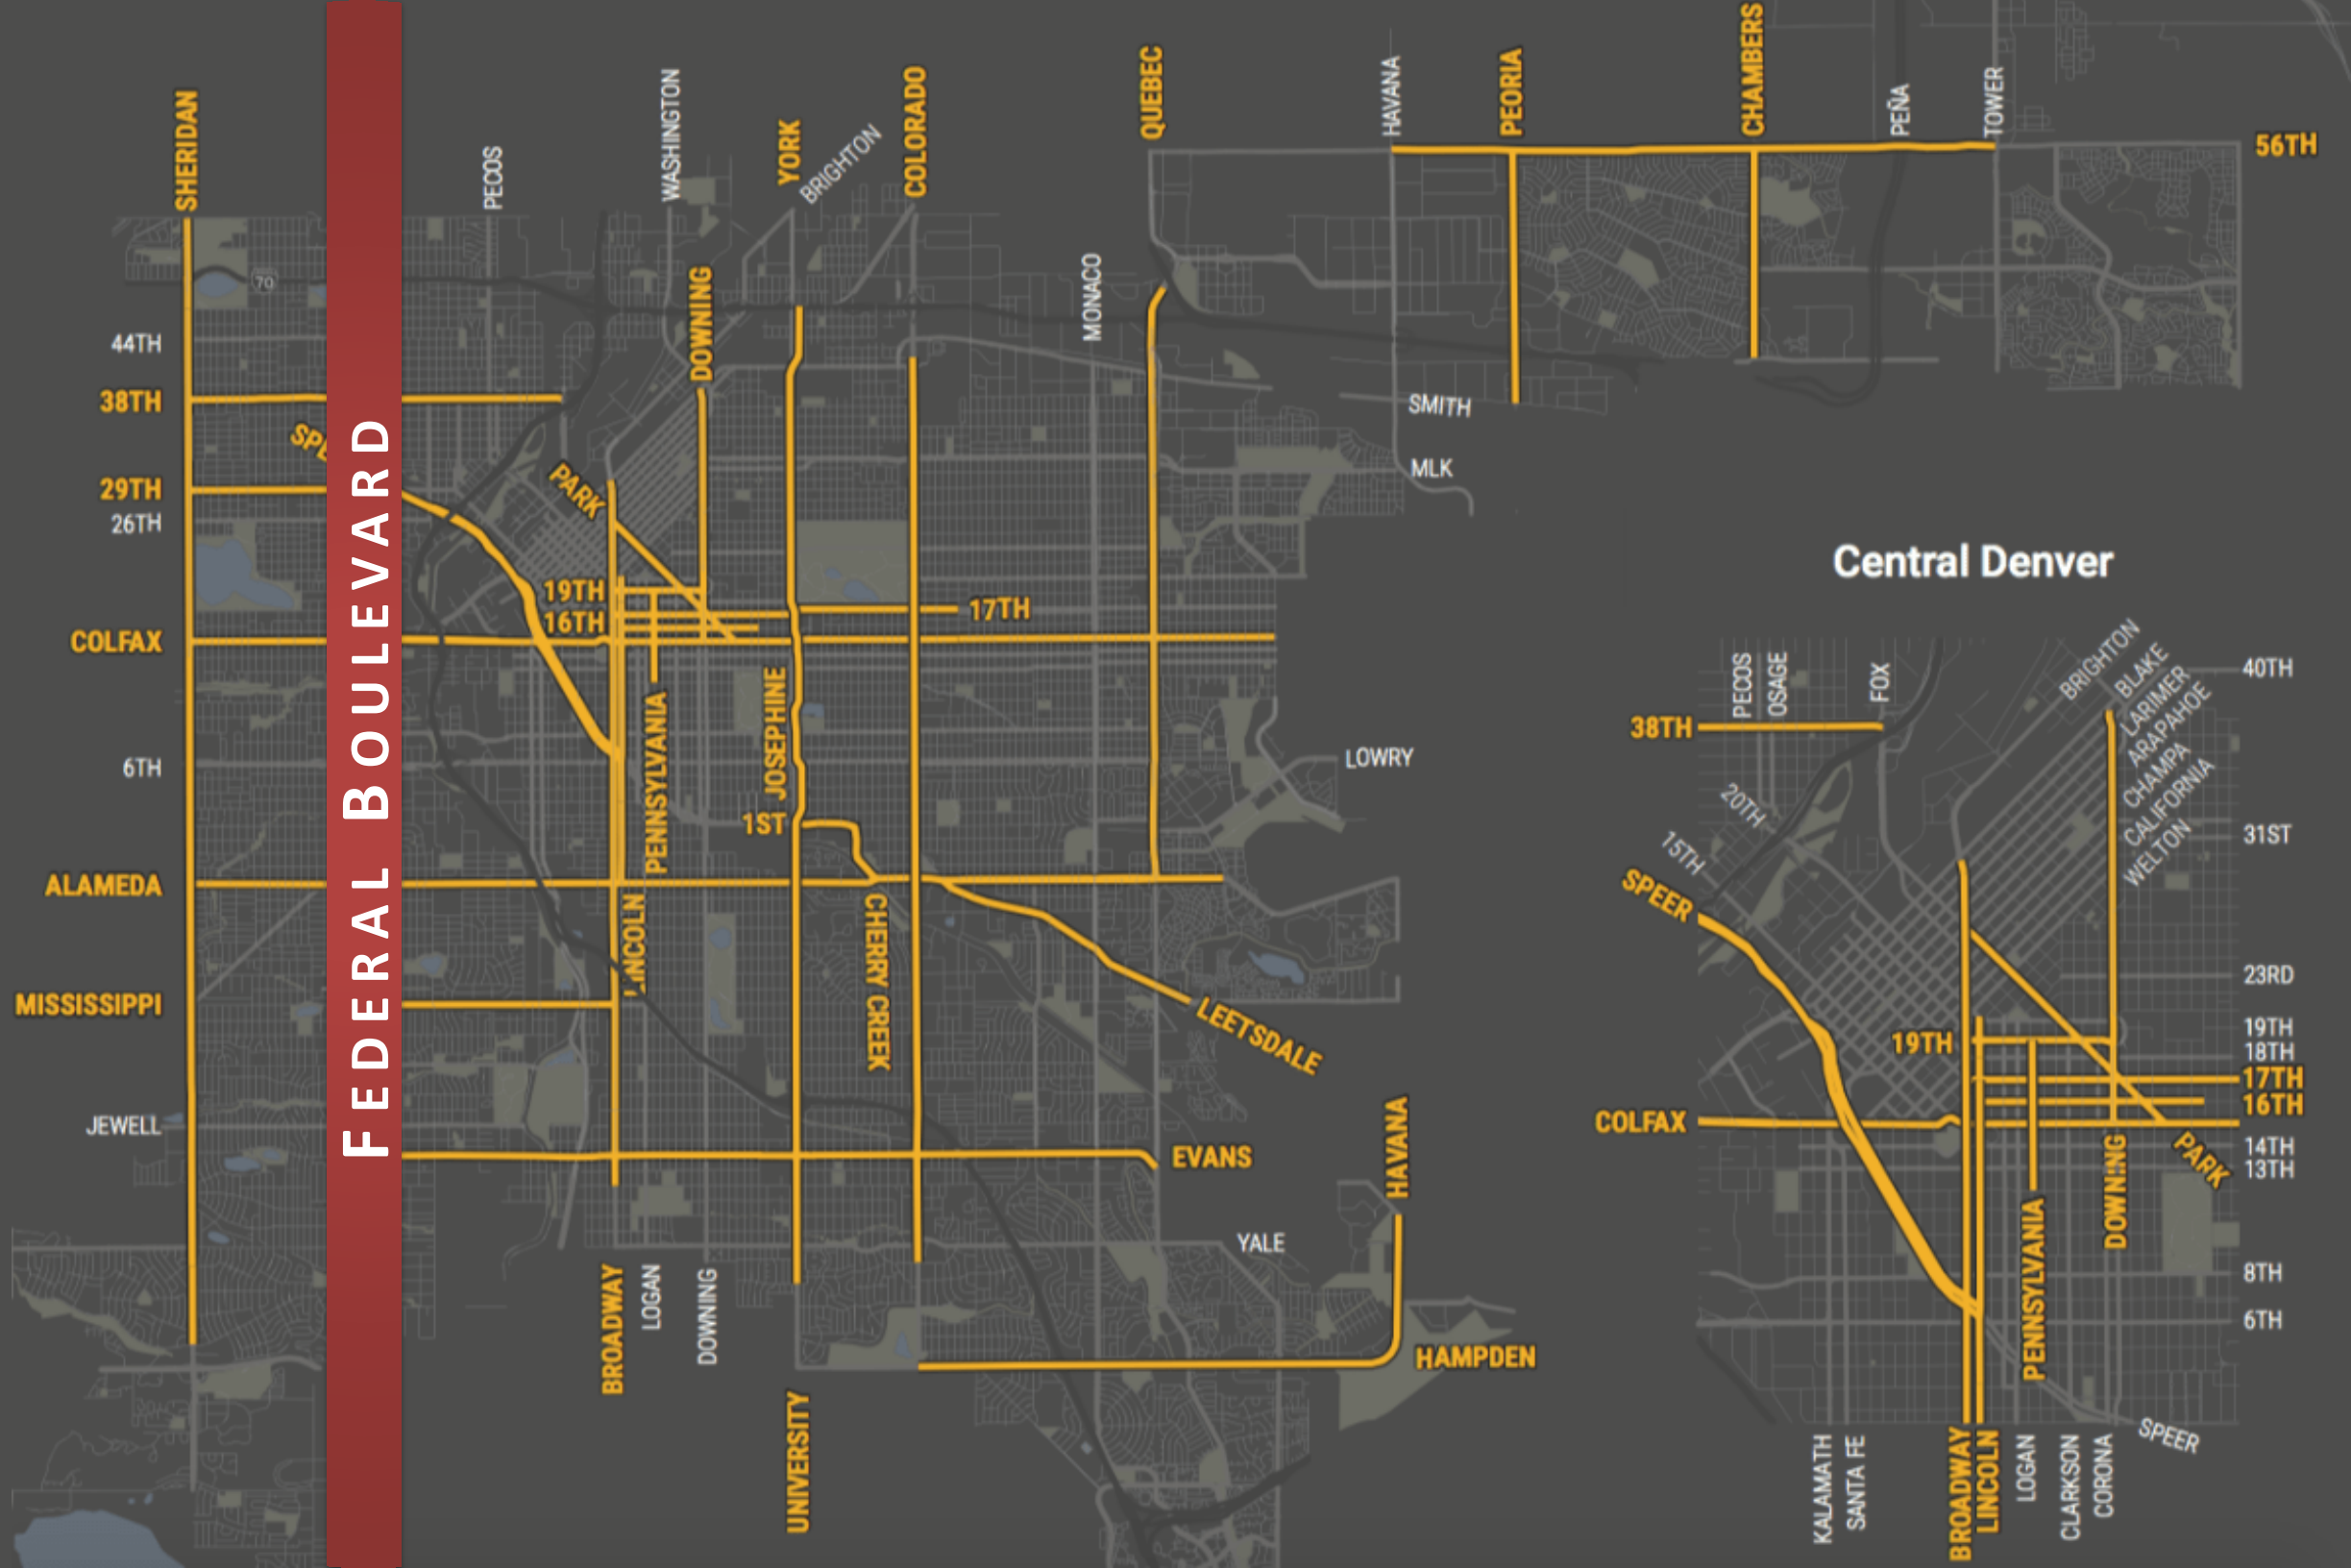 SHERIDAN
FEDERAL BOULEVARD
PECOS
WASHINGTON
DOWNING
YORK
BRIGHTON
COLORADO
MONACO
QUEBEC
HAVANA
PEORIA
CHAMBERS
PEÑA
TOWER
56TH
70
44TH
38TH
SPE
29TH
26TH
PARK
19TH
16TH
17TH
COLFAX
SMITH
MLK
6TH
JOSEPHINE
PENNSYLVANIA
1ST
LOWRY
ALAMEDA
LINCOLN
CHERRY CREEK
MISSISSIPPI
LEETSDALE
JEWELL
EVANS
HAVANA
YALE
BROADWAY
LOGAN
DOWNING
UNIVERSITY
HAMPDEN
Central Denver
PECOS
OSAGE
FOX
BRIGHTON
BLAKE
LARIMER
ARAPAHOE
CHAMPA
CALIFORNIA
WELTON
40TH
38TH
20TH
15TH
31ST
SPEER
23RD
19TH
19TH
18TH
17TH
16TH
COLFAX
14TH
13TH
PARK
DOWNING
PENNSYLVANIA
8TH
6TH
SPEER
KALAMATH
SANTA FE
BROADWAY
LINCOLN
LOGAN
CLARKSON
CORONA